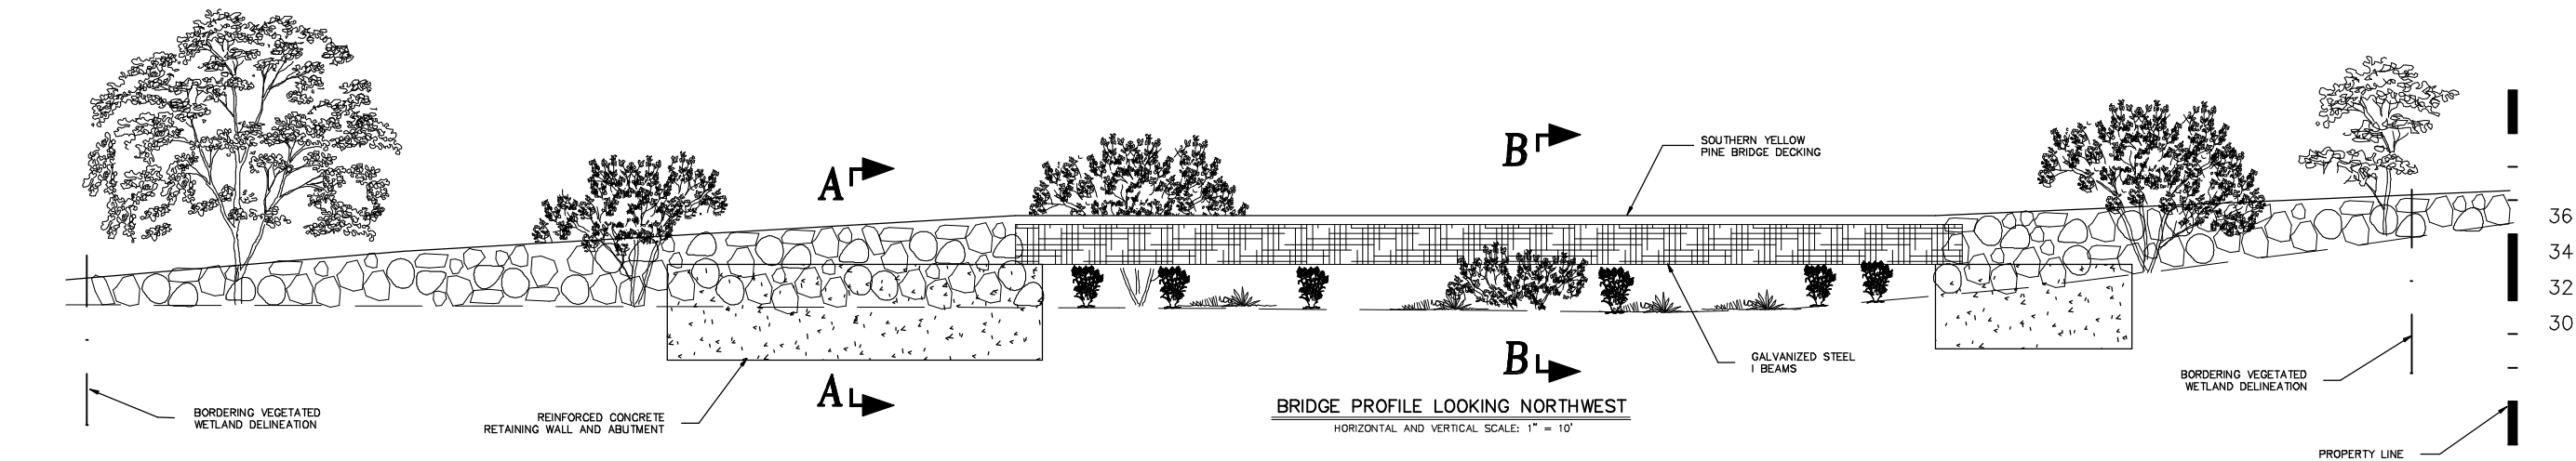 A
B
SOUTHERN YELLOW
PINE BRIDGE DECKING
36
34
32
30
A
B
GALVANIZED STEEL
I BEAMS
BORDERING VEGETATED
WETLAND DELINEATION
REINFORCED CONCRETE
RETAINING WALL AND ABUTMENT
BRIDGE PROFILE LOOKING NORTHWEST
HORIZONTAL AND VERTICAL SCALE: 1" = 10'
BORDERING VEGETATED
WETLAND DELINEATION
PROPERTY LINE